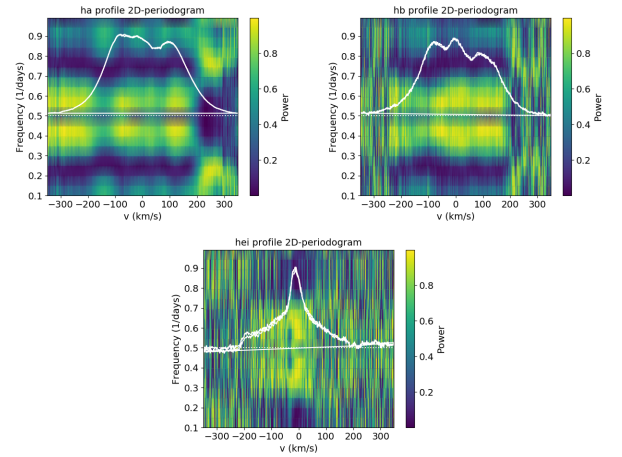 ha profile 2D-periodogram
Frequency (1/days)
0.9
0.8
0.7
0.6
0.5
0.4
0.3
0.2
0.1
−300 −200 −100 0 100 200 300
v (km/s)
0.8
0.6
0.4
0.2
Power
hb profile 2D-periodogram
Frequency (1/days)
0.9
0.8
0.7
0.6
0.5
0.4
0.3
0.2
0.1
−300 −200 −100 0 100 200 300
v (km/s)
0.8
0.6
0.4
0.2
Power
hei profile 2D-periodogram
Frequency (1/days)
0.9
0.8
0.7
0.6
0.5
0.4
0.3
0.2
0.1
−300 −200 −100 0 100 200 300
v (km/s)
0.8
0.6
0.4
0.2
Power